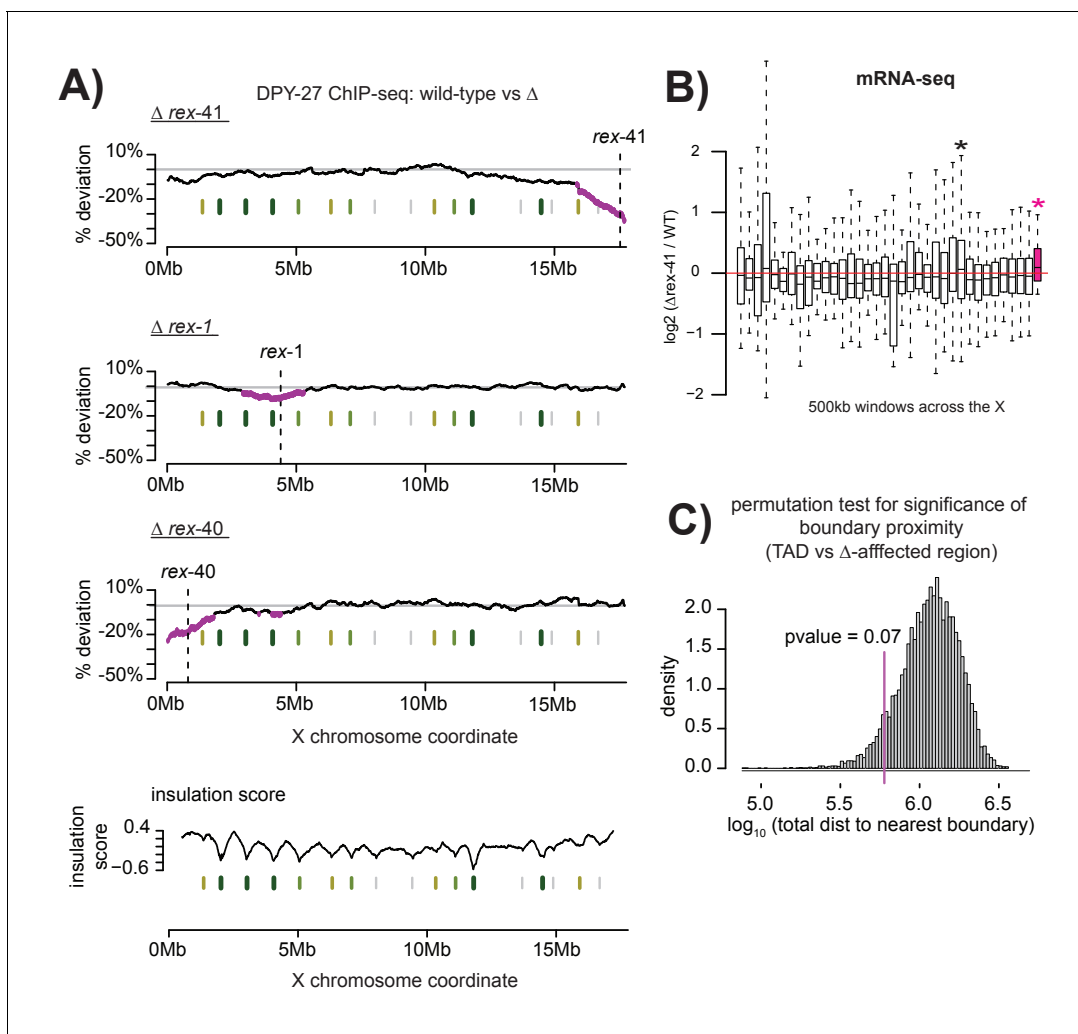 A)
DPY-27 ChIP-seq: wild-type vs Δ
Δ rex-41
rex-41
10%
-20%
-50%
% deviation
0Mb 5Mb 10Mb 15Mb
Δ rex-1
rex-1
10%
-20%
-50%
% deviation
0Mb 5Mb 10Mb 15Mb
Δ rex-40
rex-40
10%
-20%
-50%
% deviation
0Mb 5Mb 10Mb 15Mb
X chromosome coordinate
insulation score
0.4
−0.6
insulation
score
0Mb 5Mb 10Mb 15Mb
X chromosome coordinate
B)
mRNA-seq
*
*
2
1
0
−1
−2
log2 (Δrex-41 / WT)
500kb windows across the X
C)
permutation test for significance of
boundary proximity
(TAD vs Δ-afffected region)
pvalue = 0.07
2.0
1.5
1.0
0.5
0.0
density
5.0 5.5 6.0 6.5
log10 (total dist to nearest boundary)